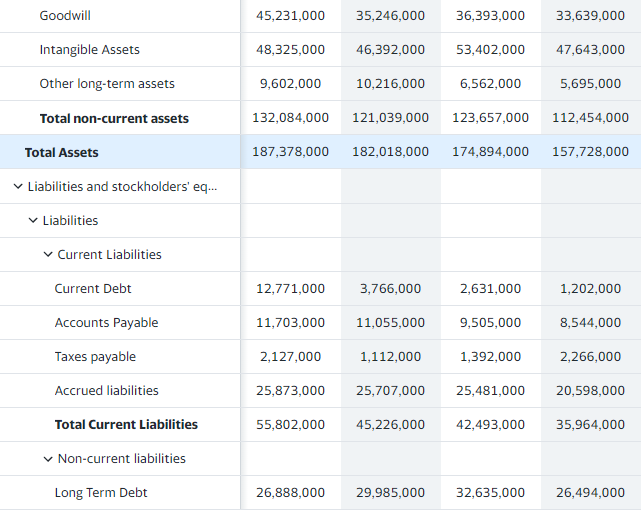 Goodwill 45,231,000 35,246,000 36,393,000 33,639,000
Intangible Assets 48,325,000 46,392,000 53,402,000 47,643,000
Other long-term assets 9,602,000 10,216,000 6,562,000 5,695,000
Total non-current assets 132,084,000 121,039,000 123,657,000 112,454,000
Total Assets 187,378,000 182,018,000 174,894,000 157,728,000
Liabilities and stockholders' eq...
Liabilities
Current Liabilities
Current Debt 12,771,000 3,766,000 2,631,000 1,202,000
Accounts Payable 11,703,000 11,055,000 9,505,000 8,544,000
Taxes payable 2,127,000 1,112,000 1,392,000 2,266,000
Accrued liabilities 25,873,000 25,707,000 25,481,000 20,598,000
Total Current Liabilities 55,802,000 45,226,000 42,493,000 35,964,000
Non-current liabilities
Long Term Debt 26,888,000 29,985,000 32,635,000 26,494,000